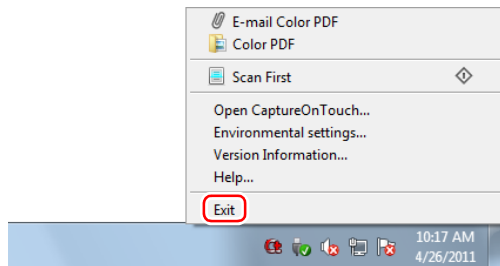 E-mail Color PDF
Color PDF
Scan First
Open CaptureOnTouch...
Environmental settings...
Version Information...
Help...
Exit
10:17 AM
4/26/2011